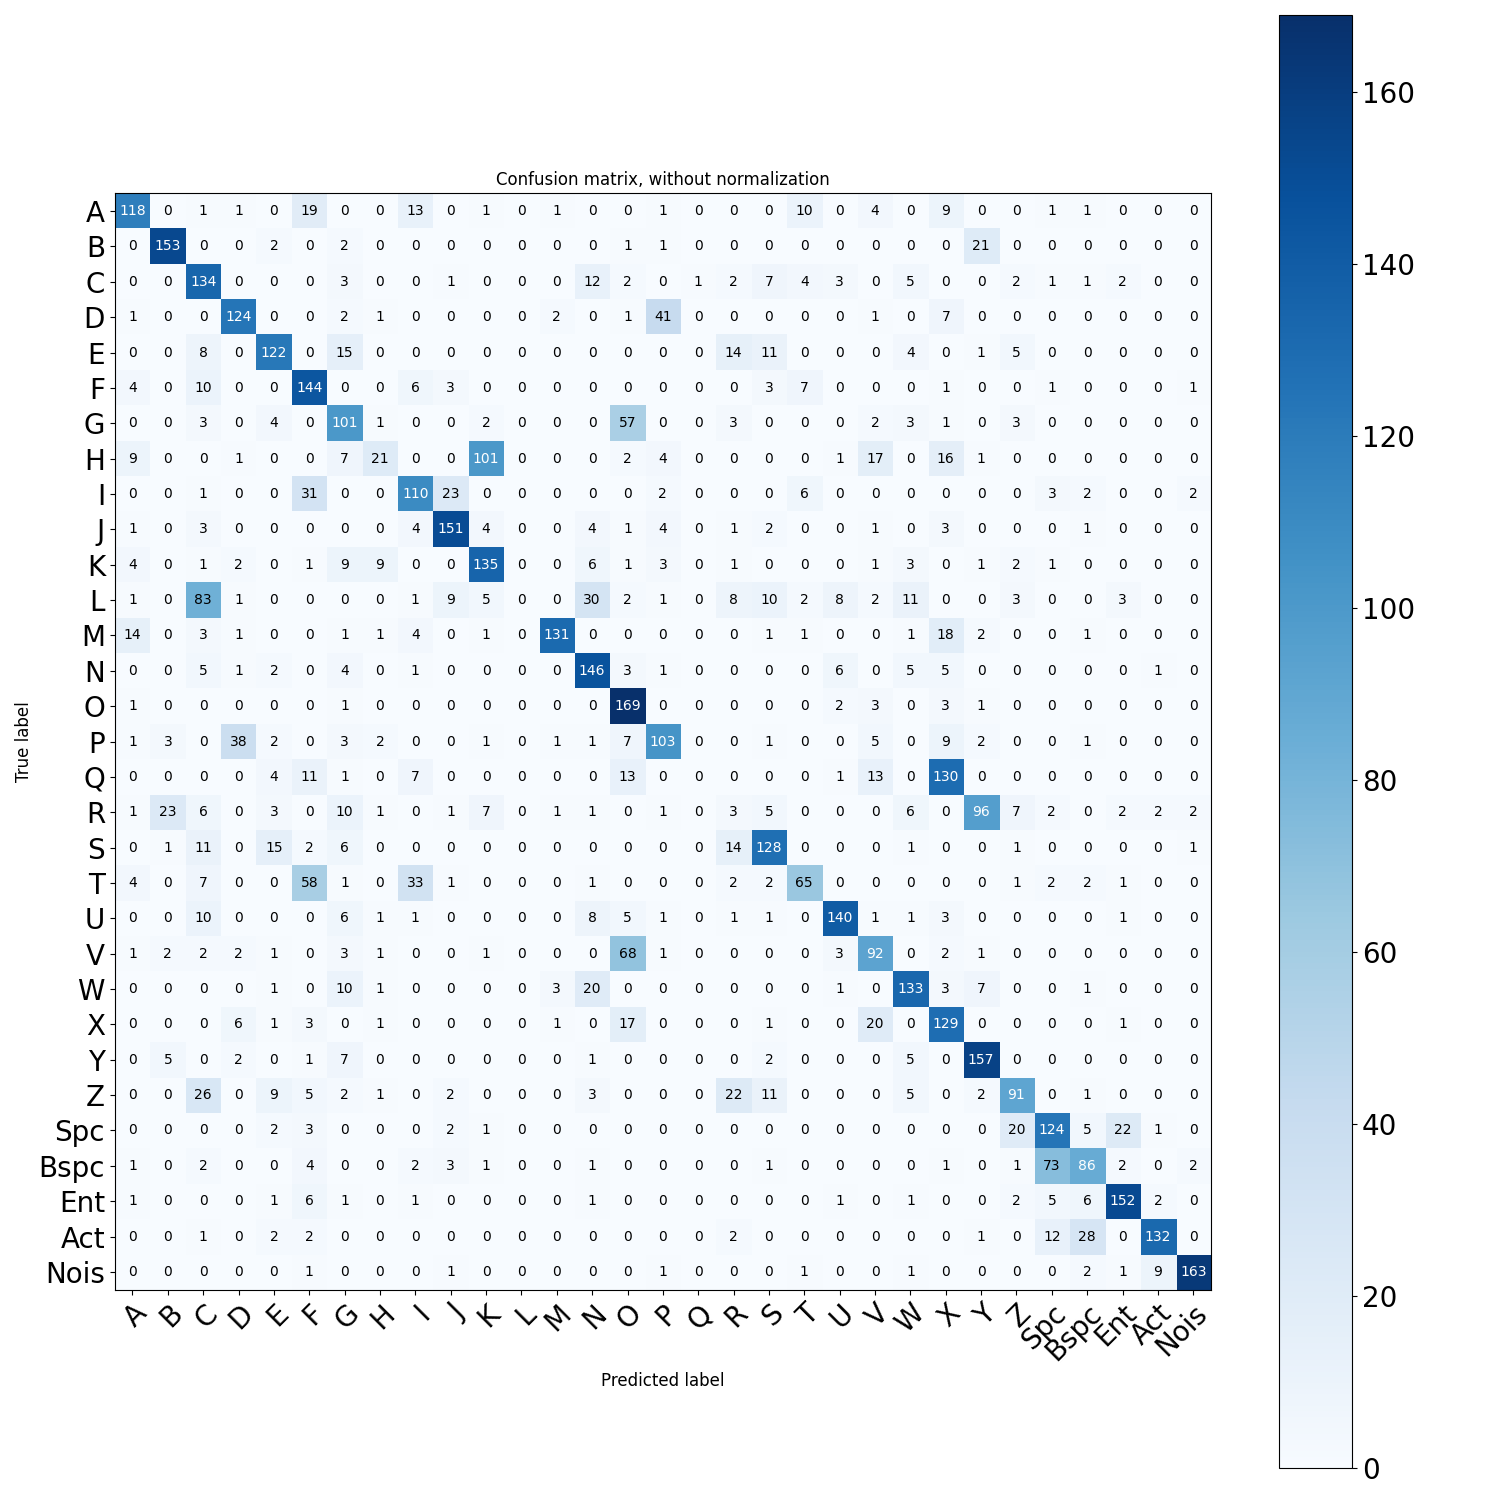 Confusion matrix, without normalization
A 118 0 1 1 0 19 0 0 13 0 1 0 1 0 0 1 0 0 0 10 0 4 0 9 0 0 1 1 0 0 0
B 0 153 0 0 2 0 2 0 0 0 0 0 0 0 1 1 0 0 0 0 0 0 0 0 21 0 0 0 0 0 0
C 0 0 134 0 0 0 3 0 0 1 0 0 0 12 2 0 1 2 7 4 3 0 5 0 0 2 1 1 2 0 0
D 1 0 0 124 0 0 2 1 0 0 0 0 2 0 1 41 0 0 0 0 0 1 0 7 0 0 0 0 0 0 0
E 0 0 8 0 122 0 15 0 0 0 0 0 0 0 0 0 0 14 11 0 0 0 4 0 1 5 0 0 0 0 0
F 4 0 10 0 0 144 0 0 6 3 0 0 0 0 0 0 0 0 3 7 0 0 0 1 0 0 1 0 0 0 1
G 0 0 3 0 4 0 101 1 0 0 2 0 0 0 57 0 0 3 0 0 0 2 3 1 0 3 0 0 0 0 0
H 9 0 0 1 0 0 7 21 0 0 101 0 0 0 2 4 0 0 0 0 1 17 0 16 1 0 0 0 0 0 0
I 0 0 1 0 0 31 0 0 110 23 0 0 0 0 0 2 0 0 0 6 0 0 0 0 0 0 3 2 0 0 2
J 1 0 3 0 0 0 0 0 4 151 4 0 0 4 1 4 0 1 2 0 0 1 0 3 0 0 0 1 0 0 0
K 4 0 1 2 0 1 9 9 0 0 135 0 0 6 1 3 0 1 0 0 0 1 3 0 1 2 1 0 0 0 0
L 1 0 83 1 0 0 0 0 1 9 5 0 0 30 2 1 0 8 10 2 8 2 11 0 0 3 0 0 3 0 0
M 14 0 3 1 0 0 1 1 4 0 1 0 131 0 0 0 0 0 1 1 0 0 1 18 2 0 0 1 0 0 0
N 0 0 5 1 2 0 4 0 1 0 0 0 0 146 3 1 0 0 0 0 6 0 5 5 0 0 0 0 0 1 0
O 1 0 0 0 0 0 1 0 0 0 0 0 0 0 169 0 0 0 0 0 2 3 0 3 1 0 0 0 0 0 0
P 1 3 0 38 2 0 3 2 0 0 1 0 1 1 7 103 0 0 1 0 0 5 0 9 2 0 0 1 0 0 0
Q 0 0 0 0 4 11 1 0 7 0 0 0 0 0 13 0 0 0 0 0 1 13 0 130 0 0 0 0 0 0 0
R 1 23 6 0 3 0 10 1 0 1 7 0 1 1 0 1 0 3 5 0 0 0 6 0 96 7 2 0 2 2 2
S 0 1 11 0 15 2 6 0 0 0 0 0 0 0 0 0 0 14 128 0 0 0 1 0 0 1 0 0 0 0 1
T 4 0 7 0 0 58 1 0 33 1 0 0 0 1 0 0 0 2 2 65 0 0 0 0 0 1 2 2 1 0 0
U 0 0 10 0 0 0 6 1 1 0 0 0 0 8 5 1 0 1 1 0 140 1 1 3 0 0 0 0 1 0 0
V 1 2 2 2 1 0 3 1 0 0 1 0 0 0 68 1 0 0 0 0 3 92 0 2 1 0 0 0 0 0 0
W 0 0 0 0 1 0 10 1 0 0 0 0 3 20 0 0 0 0 0 0 1 0 133 3 7 0 0 1 0 0 0
X 0 0 0 6 1 3 0 1 0 0 0 0 1 0 17 0 0 0 1 0 0 20 0 129 0 0 0 0 1 0 0
Y 0 5 0 2 0 1 7 0 0 0 0 0 0 1 0 0 0 0 2 0 0 0 5 0 157 0 0 0 0 0 0
Z 0 0 26 0 9 5 2 1 0 2 0 0 0 3 0 0 0 22 11 0 0 0 5 0 2 91 0 1 0 0 0
Spc 0 0 0 0 2 3 0 0 0 2 1 0 0 0 0 0 0 0 0 0 0 0 0 0 0 20 124 5 22 1 0
Bspc 1 0 2 0 0 4 0 0 2 3 1 0 0 1 0 0 0 0 1 0 0 0 0 1 0 1 73 86 2 0 2
Ent 1 0 0 0 1 6 1 0 1 0 0 0 0 1 0 0 0 0 0 0 1 0 1 0 0 2 5 6 152 2 0
Act 0 0 1 0 2 2 0 0 0 0 0 0 0 0 0 0 0 2 0 0 0 0 0 0 1 0 12 28 0 132 0
Nois 0 0 0 0 0 1 0 0 0 1 0 0 0 0 0 1 0 0 0 1 0 0 1 0 0 0 0 2 1 9 163
A B C D E F G H I J K L M N O P Q R S T U V W X Y Z Spc Bspc Ent Act Nois
True label
Predicted label
160
140
120
100
80
60
40
20
0